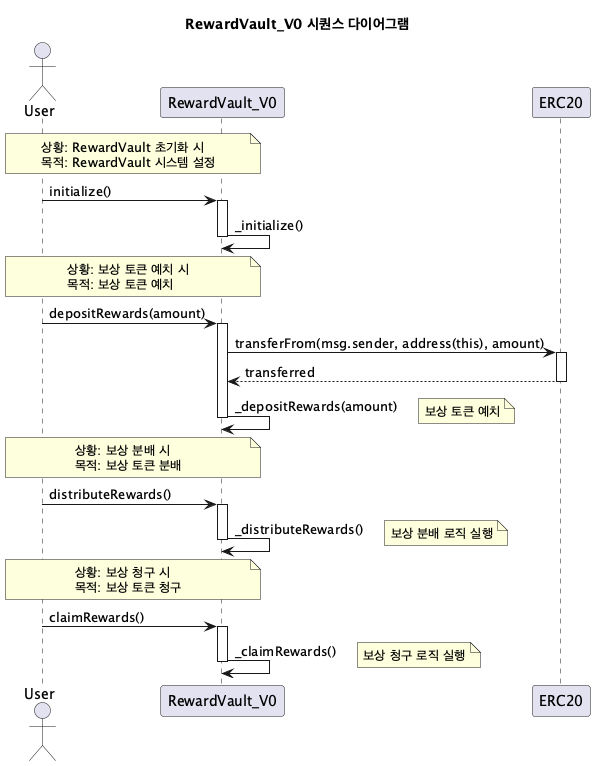 RewardVault_V0 시퀀스 다이어그램
User
RewardVault_V0
ERC20
상황: RewardVault 초기화 시
목적: RewardVault 시스템 설정
initialize()
_initialize()
상황: 보상 토큰 예치 시
목적: 보상 토큰 예치
depositRewards(amount)
transferFrom(msg.sender, address(this), amount)
transferred
_depositRewards(amount)
보상 토큰 예치
상황: 보상 분배 시
목적: 보상 토큰 분배
distributeRewards()
_distributeRewards()
보상 분배 로직 실행
상황: 보상 청구 시
목적: 보상 토큰 청구
claimRewards()
_claimRewards()
보상 청구 로직 실행
User
RewardVault_V0
ERC20